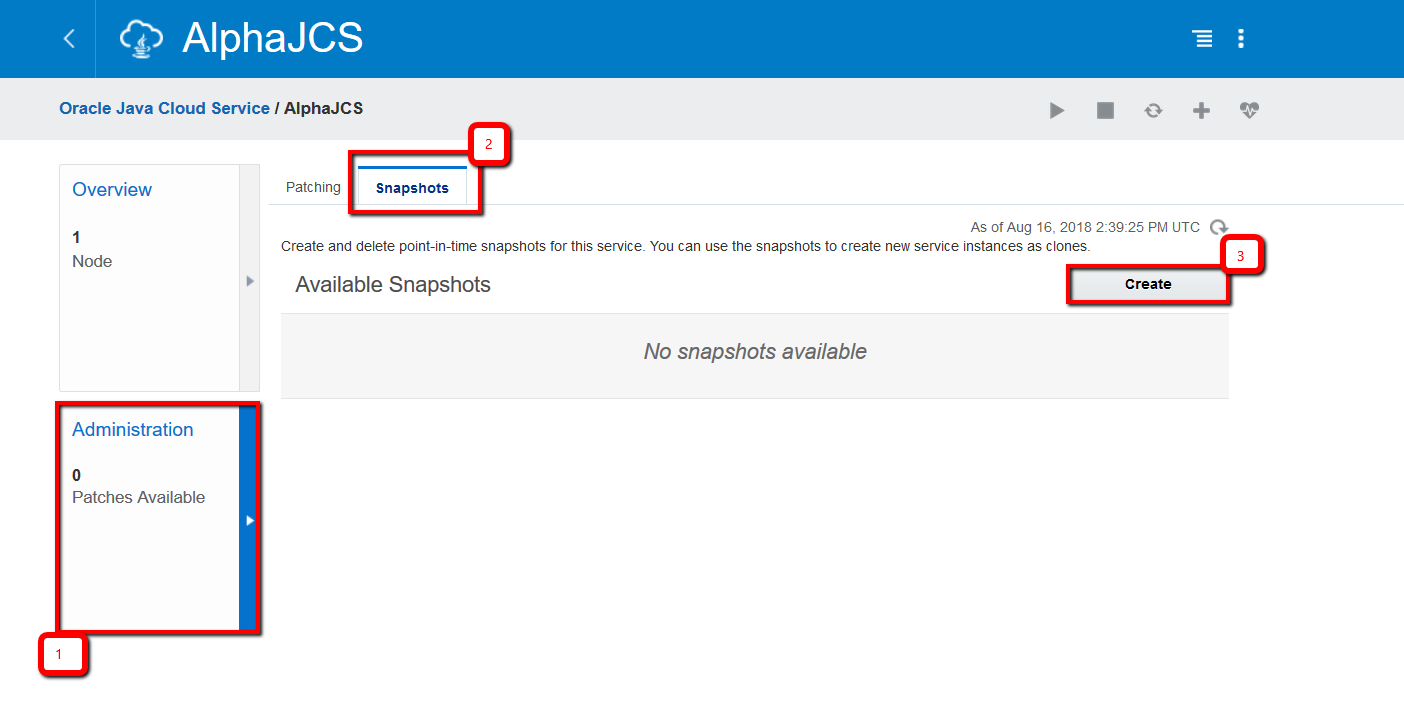 AlphaJCS
Oracle Java Cloud Service / AlphaJCS
2
Overview
1
Node
Patching
Snapshots
As of Aug 16, 2018 2:39:25 PM UTC
Create and delete point-in-time snapshots for this service. You can use the snapshots to create new service instances as clones.
3
Available Snapshots
Create
No snapshots available
Administration
0
Patches Available
1